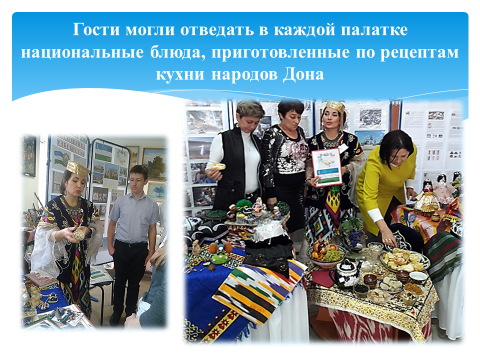 Гости могли отведать в каждой палатке
национальные блюда, приготовленные по рецептам
кухни народов Дона